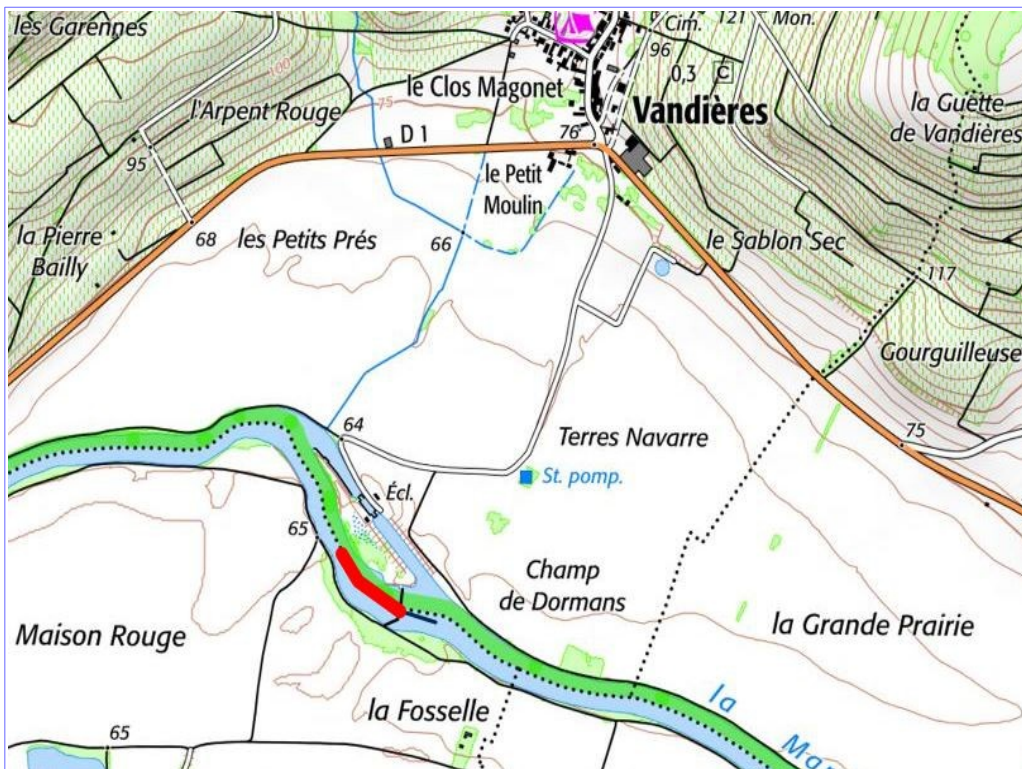 les Garennes
Cim.
121
Mon.
96
0,3
C
le Clos Magonet
Vandières
la Guette
de Vandières
100
75
l'Arpent Rouge
D 1
76
95
le Petit
Moulin
68
la Pierre
Bailly
les Petits Prés
66
le Sablon Sec
117
Gourguilleuse
64
Terres Navarre
75
St. pomp.
Écl.
65
Champ
de Dormans
la Grande Prairie
Maison Rouge
la Fosselle
la
Mar
65